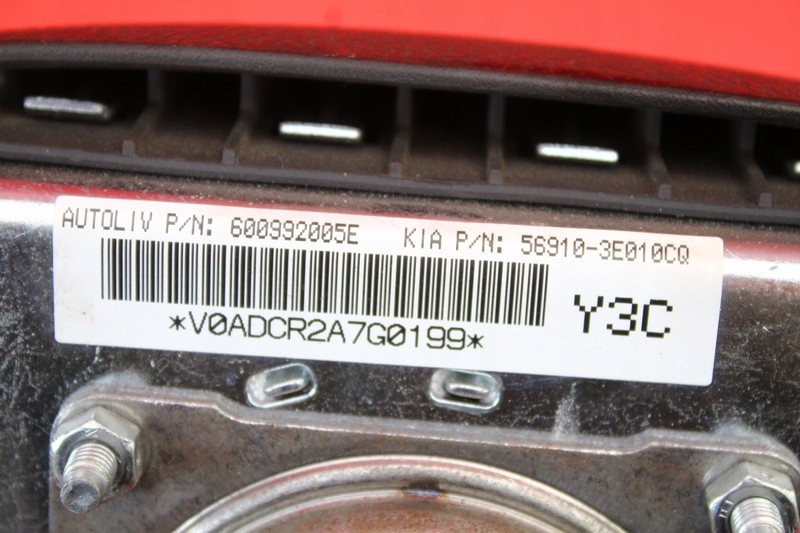 AUTOLIV P/N: 600992005E KIA P/N: 56910-3E010CQ
*V0ADCR2A7G0199*
Y3C